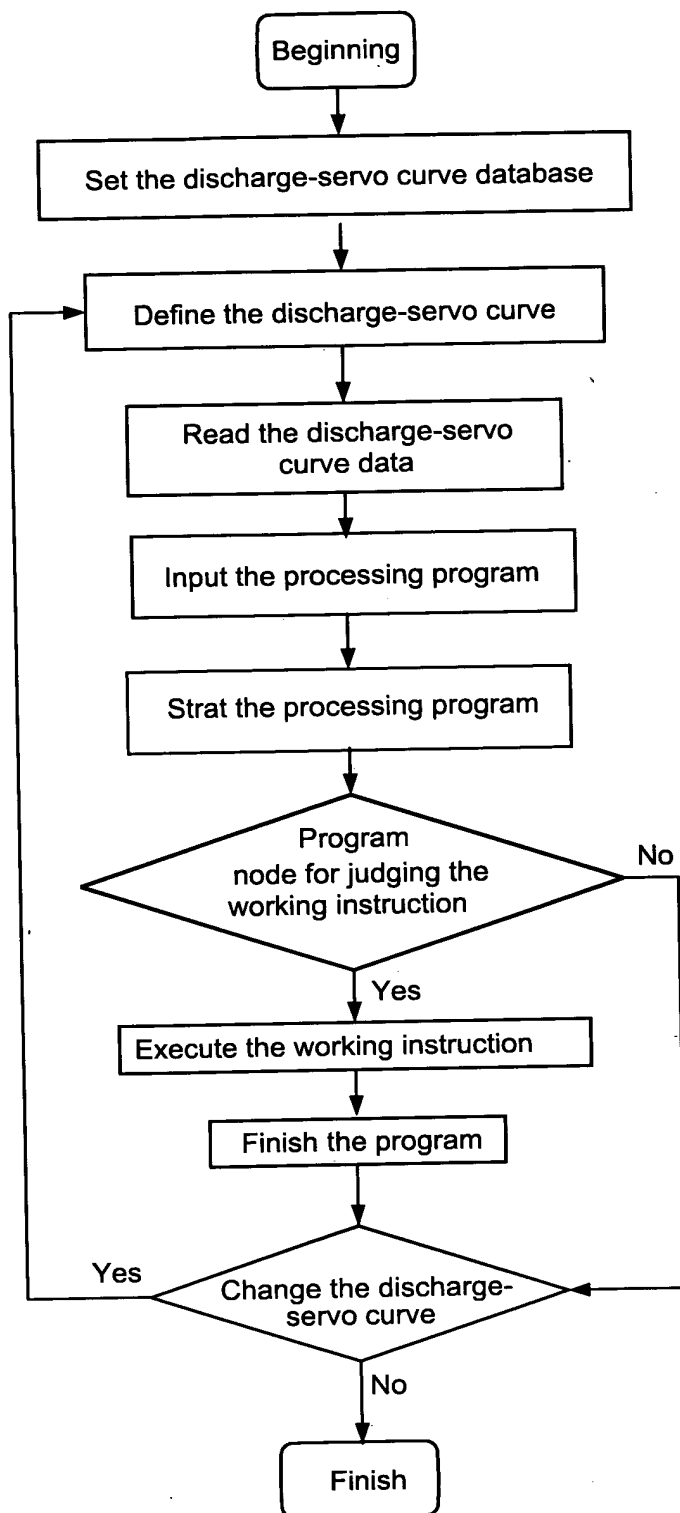 Beginning
Set the discharge-servo curve database
Define the discharge-servo curve
Read the discharge-servo
curve data
Input the processing program
Strat the processing program
Program
node for judging the
working instruction
No
Yes
Execute the working instruction
Finish the program
Yes
Change the discharge-
servo curve
No
Finish